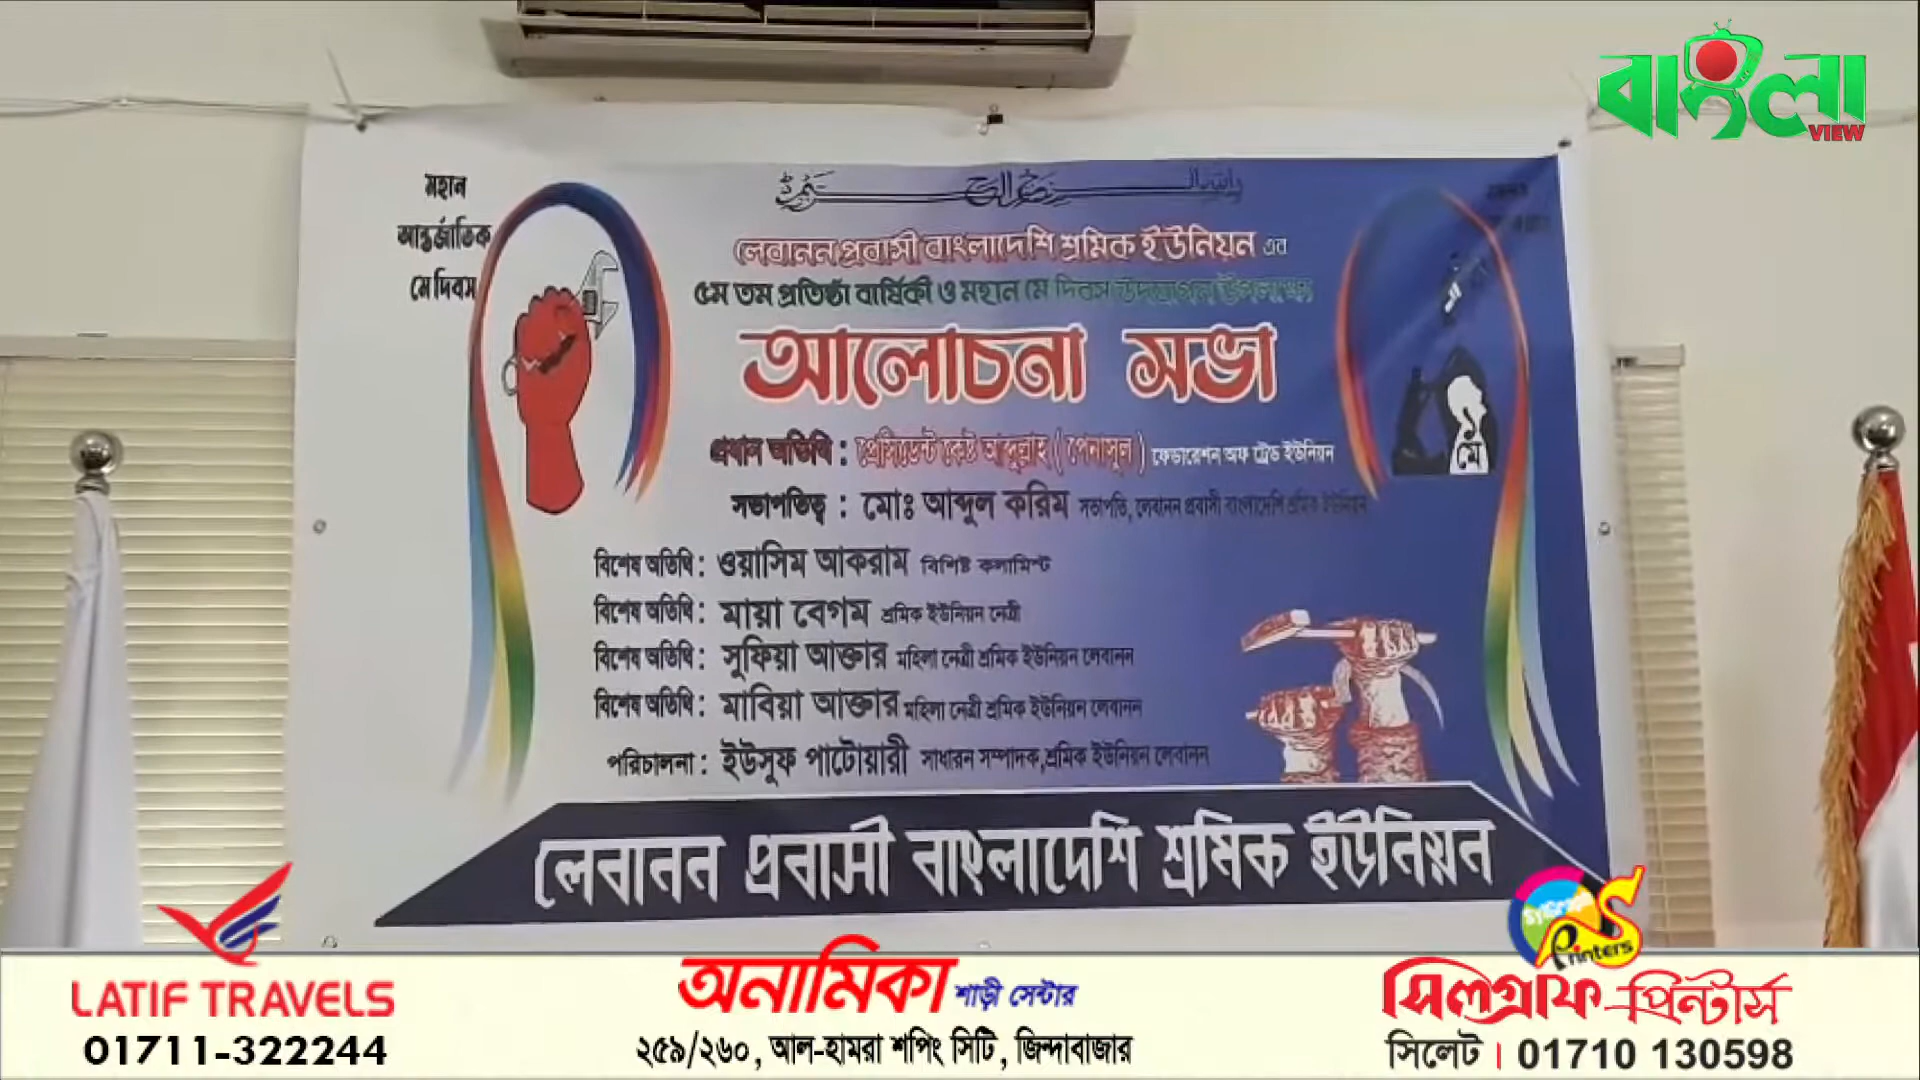 বাংলা
VIEW
মহান
আন্তর্জাতিক
মে দিবস
লেবানন প্রবাসী বাংলাদেশি শ্রমিক ইউনিয়ন এর
৫ম তম প্রতিষ্ঠা বার্ষিকী ও মহান মে দিবস উদযাপন উপলক্ষ্যে
আলোচনা সভা
প্রধান অতিথি : প্রেসিডেন্ট কেষ্ট আব্দুল্লাহ ( পেনাসুল ) ফেডারেশন অফ ট্রেড ইউনিয়ন
সভাপতিত্ব : মোঃ আব্দুল করিম সভাপতি, লেবানন প্রবাসী বাংলাদেশি শ্রমিক ইউনিয়ন
বিশেষ অতিথি : ওয়াসিম আকরাম বিশিষ্ট কলামিস্ট
বিশেষ অতিথি : মায়া বেগম শ্রমিক ইউনিয়ন নেত্রী
বিশেষ অতিথি : সুফিয়া আক্তার মহিলা নেত্রী শ্রমিক ইউনিয়ন লেবানন
বিশেষ অতিথি : মাবিয়া আক্তার মহিলা নেত্রী শ্রমিক ইউনিয়ন লেবানন
পরিচালনা : ইউসুফ পাটোয়ারী সাধারন সম্পাদক,শ্রমিক ইউনিয়ন লেবানন
১
মে
লেবানন প্রবাসী বাংলাদেশি শ্রমিক ইউনিয়ন
LATIF TRAVELS
01711-322244
অনামিকা শাড়ী সেন্টার
২৫৯/২৬০, আল-হামরা শপিং সিটি, জিন্দাবাজার
Printers
সিলগ্রাফ প্রিন্টার্স
সিলেট । 01710 130598